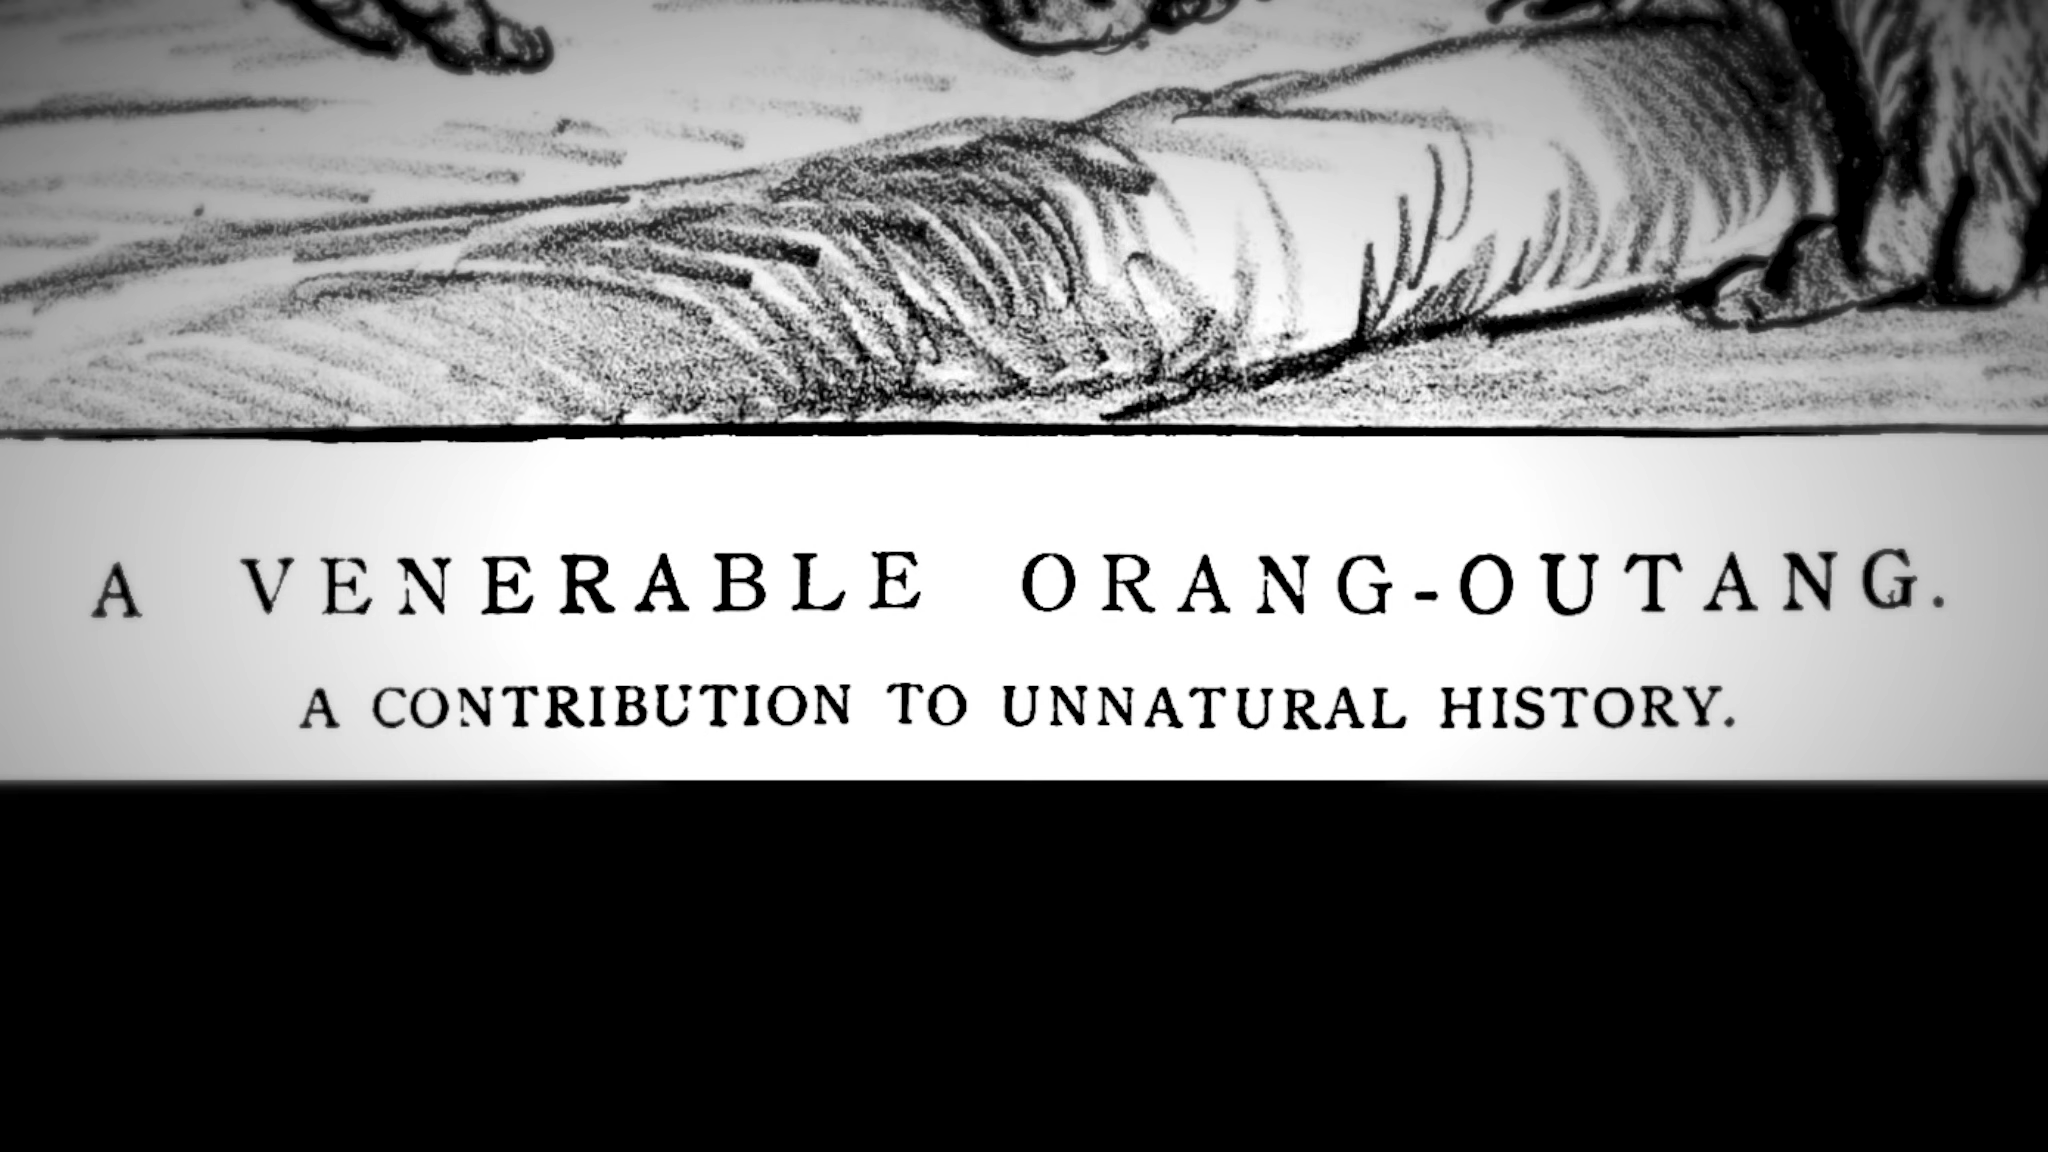 A VENERABLE ORANG-OUTANG.
A CONTRIBUTION TO UNNATURAL HISTORY.